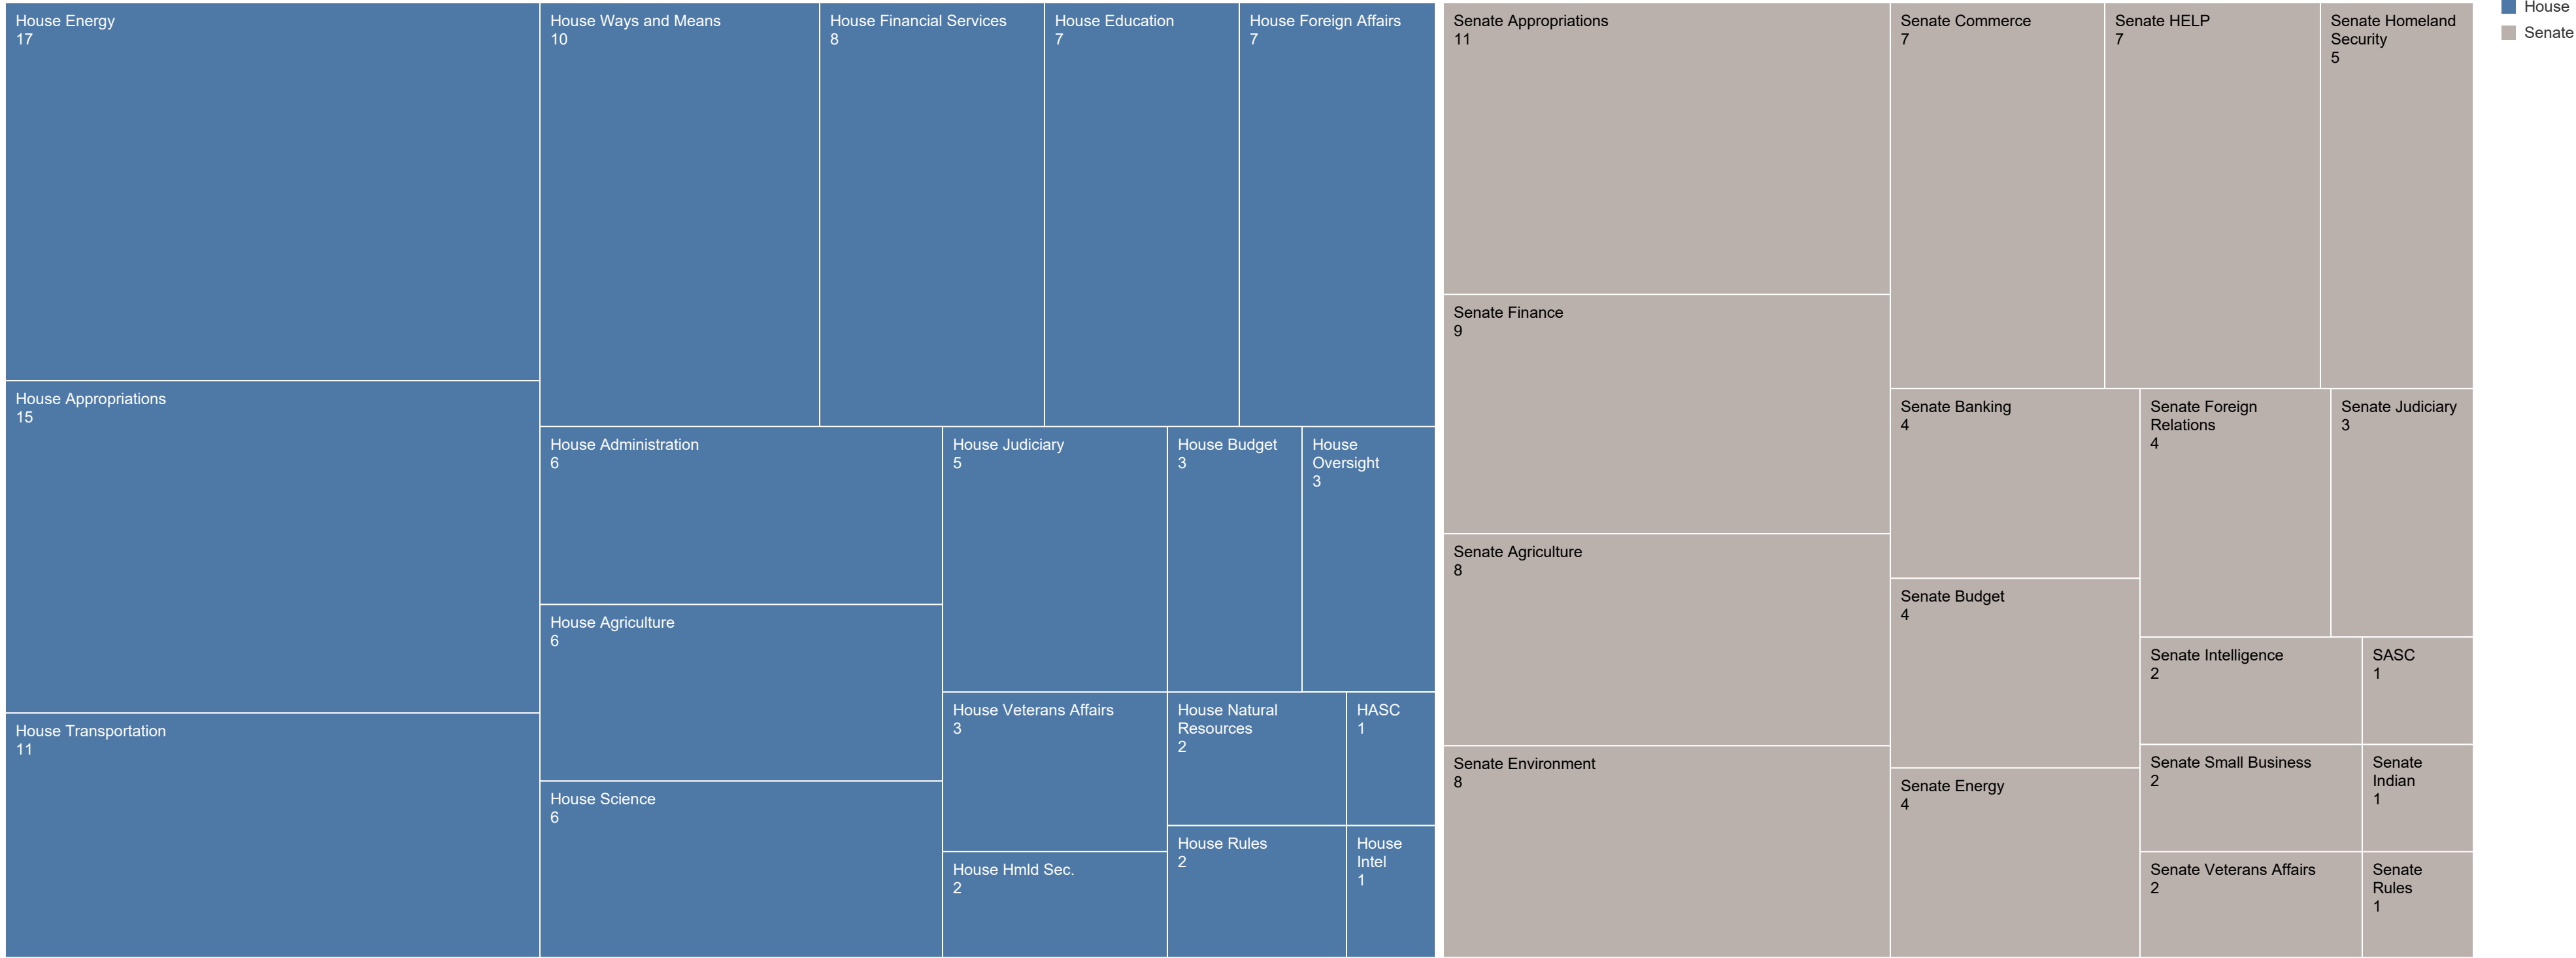 House Energy
17
House Ways and Means
10
House Financial Services
8
House Education
7
House Foreign Affairs
7
House Appropriations
15
House Transportation
11
House Administration
6
House Agriculture
6
House Science
6
House Judiciary
5
House Budget
3
House
Oversight
3
House Veterans Affairs
3
House Hmld Sec.
2
House Natural
Resources
2
HASC
1
House Rules
2
House
Intel
1
Senate Appropriations
11
Senate Finance
9
Senate Agriculture
8
Senate Environment
8
Senate Commerce
7
Senate HELP
7
Senate Homeland
Security
5
Senate Banking
4
Senate Budget
4
Senate Energy
4
Senate Foreign
Relations
4
Senate Judiciary
3
Senate Intelligence
2
SASC
1
Senate Small Business
2
Senate
Indian
1
Senate Veterans Affairs
2
Senate
Rules
1
House
Senate